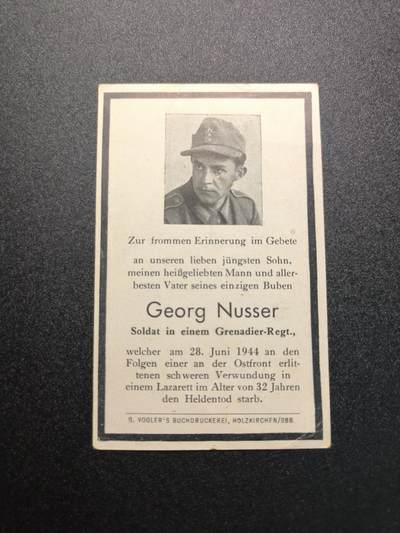 Zur frommen Erinnerung im Gebete
an unseren lieben jüngsten Sohn,
meinen heißgeliebten Mann und aller-
besten Vater seines einzigen Buben
Georg Nusser
Soldat in einem Grenadier-Regt.,
welcher am 28. Juni 1944 an den
Folgen einer an der Ostfront erlit-
tenen schweren Verwundung in
einem Lazarett im Alter von 32 Jahren
den Heldentod starb.
VOGLER'S BUCHDRUCKEREI, HOLZKIRCHEN/OBB.